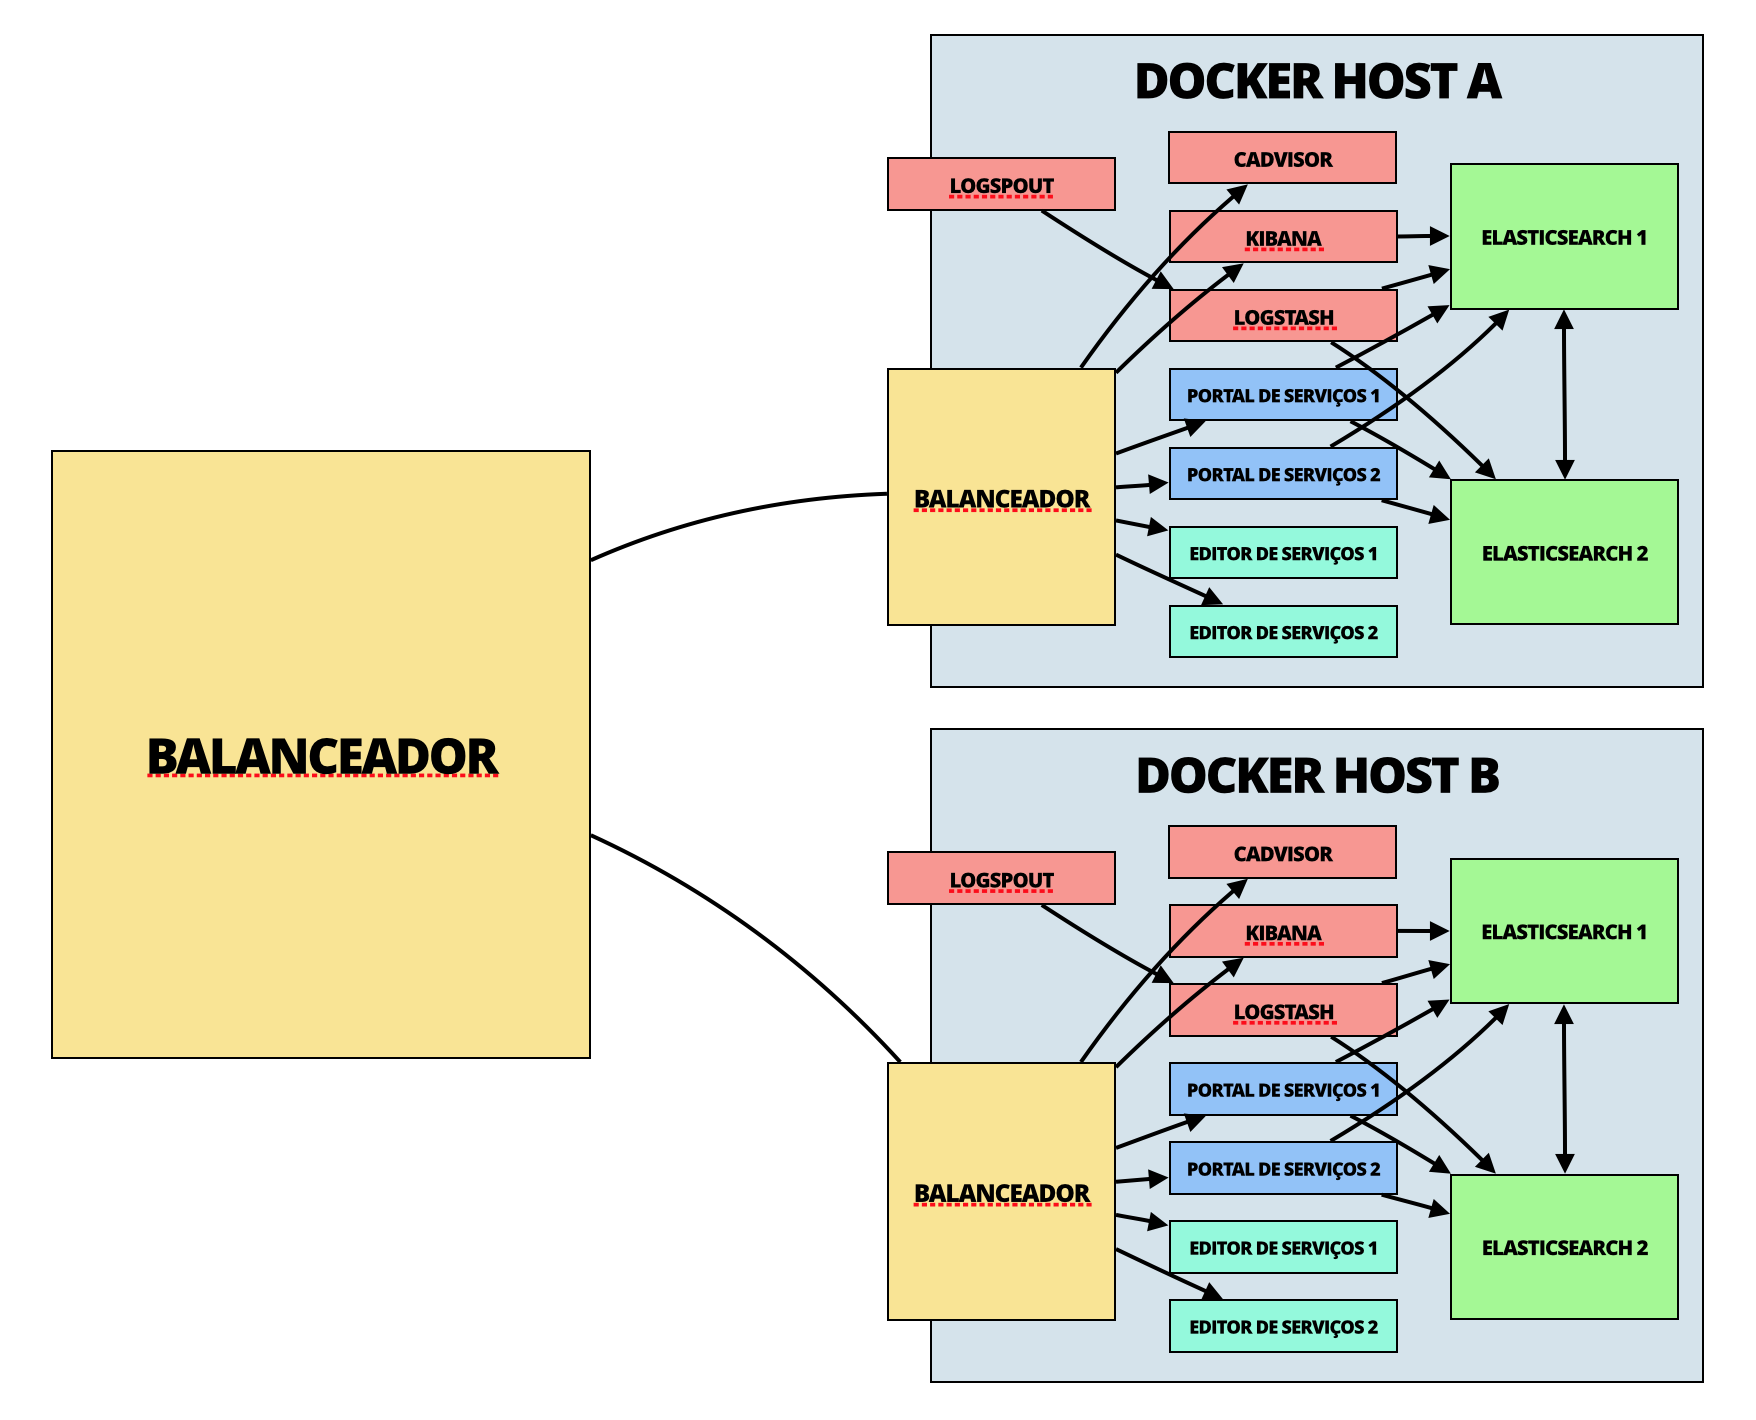 BALANCEADOR
DOCKER HOST A
LOGSPOUT
CADVISOR
KIBANA
LOGSTASH
BALANCEADOR
PORTAL DE SERVIÇOS 1
PORTAL DE SERVIÇOS 2
EDITOR DE SERVIÇOS 1
EDITOR DE SERVIÇOS 2
ELASTICSEARCH 1
ELASTICSEARCH 2
DOCKER HOST B
LOGSPOUT
CADVISOR
KIBANA
LOGSTASH
BALANCEADOR
PORTAL DE SERVIÇOS 1
PORTAL DE SERVIÇOS 2
EDITOR DE SERVIÇOS 1
EDITOR DE SERVIÇOS 2
ELASTICSEARCH 1
ELASTICSEARCH 2